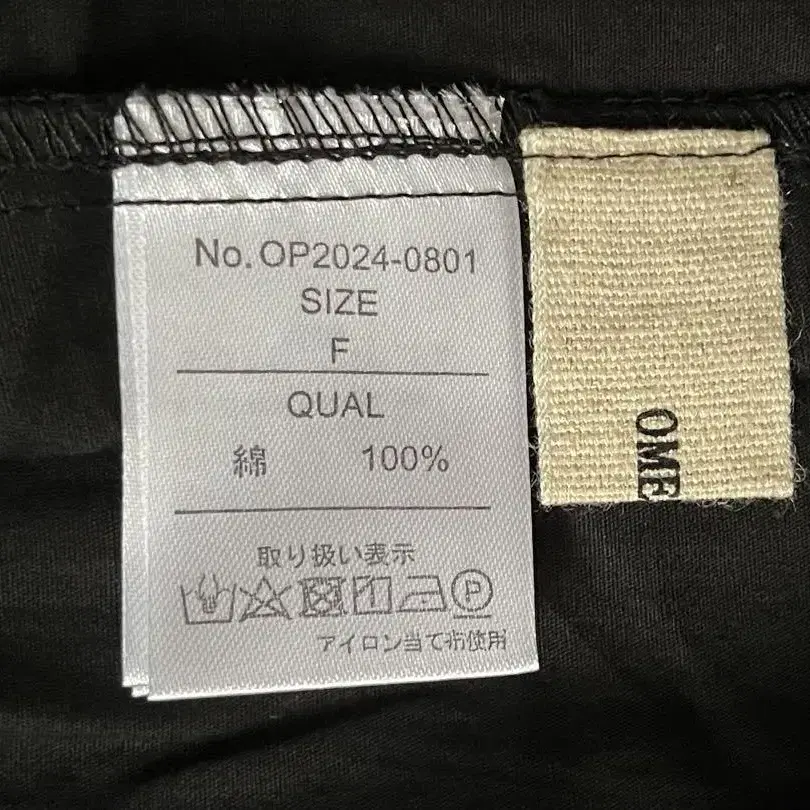 No.OP2024-0801
SIZE
F
QUAL
綿 100%
取り扱い表示
P
アイロン当て布使用
OME